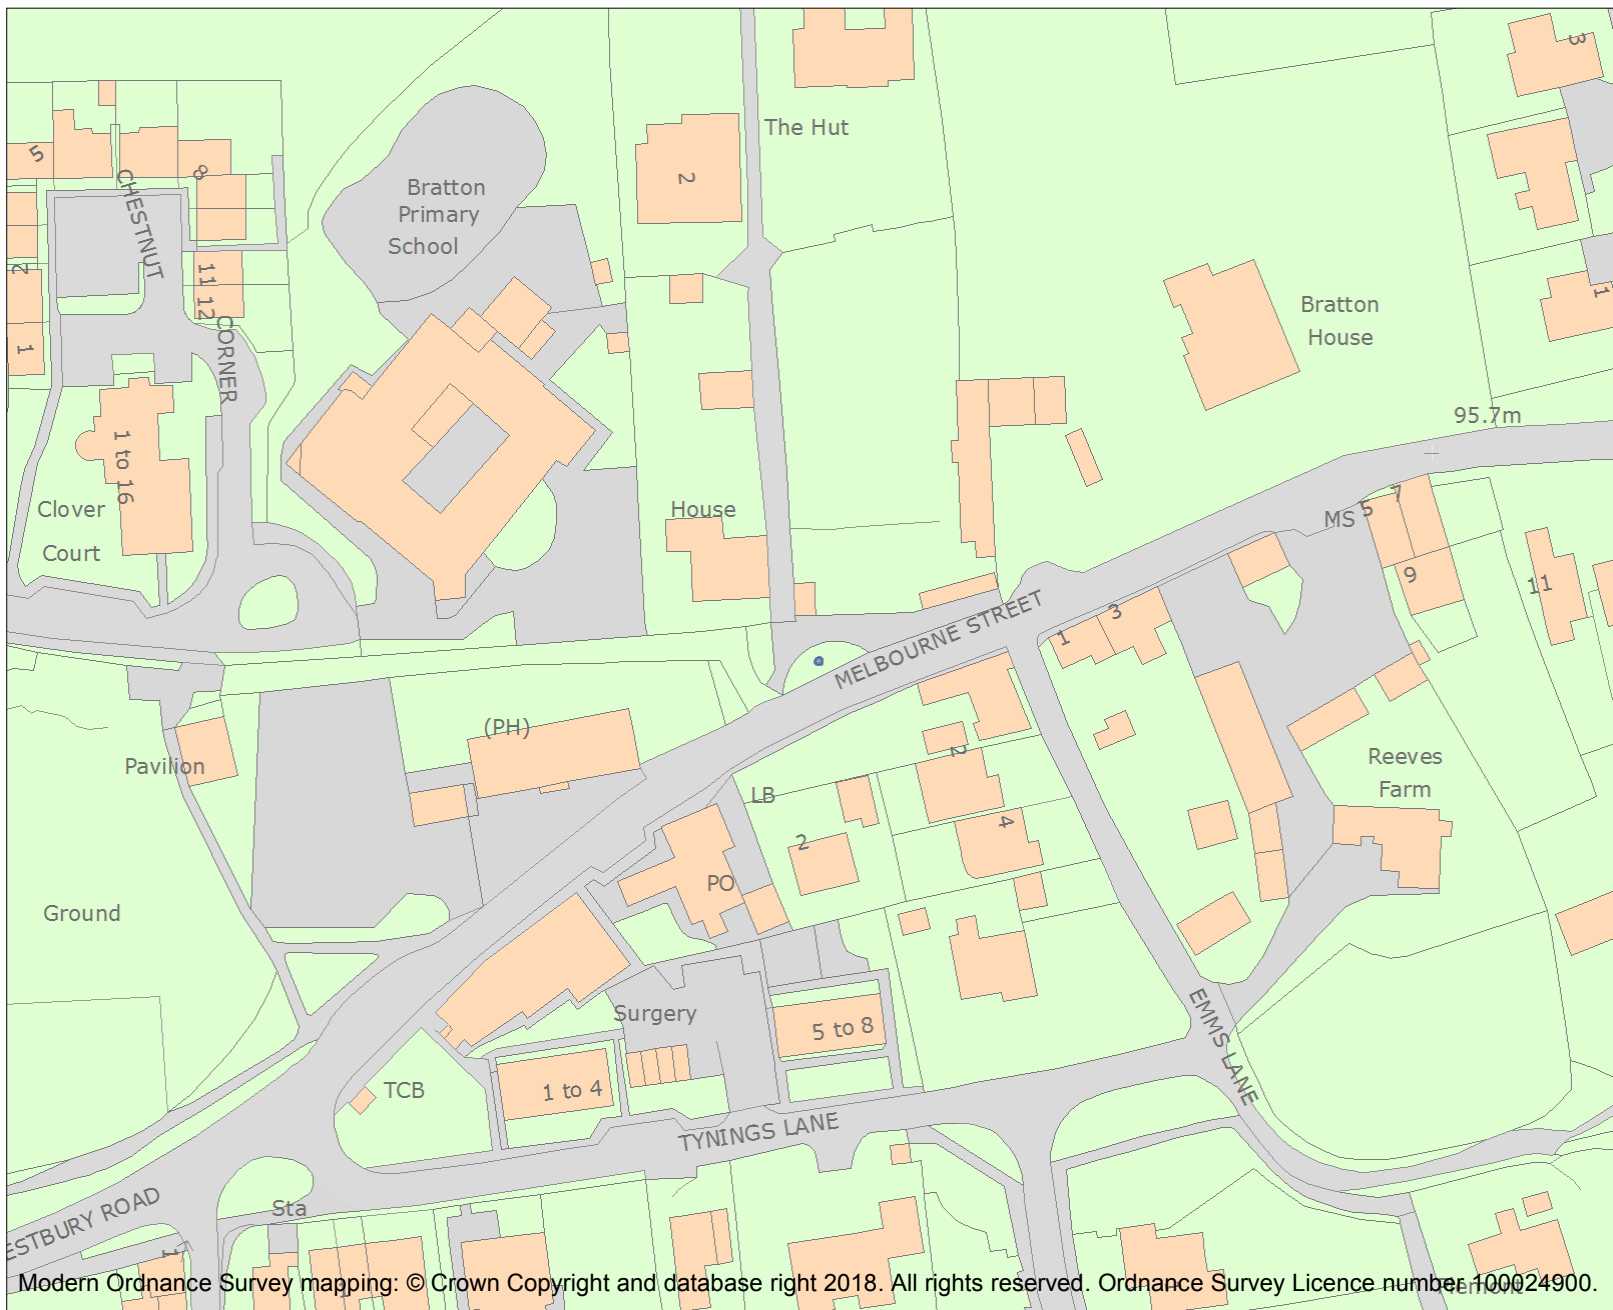 3
The Hut
5
8
CHESTNUT
Bratton
Primary
School
2
2
11
12
1
1
CORNER
Bratton
House
95.7m
1 to 16
Clover
Court
House
MS
5
7
9
11
MELBOURNE STREET
1
3
(PH)
Pavilion
LB
2
2
4
Reeves
Farm
PO
Ground
Surgery
5 to 8
EMMS LANE
TCB
1 to 4
TYNINGS LANE
ESTBURY ROAD
Sta
1
1
Modern Ordnance Survey mapping: © Crown Copyright and database right 2018. All rights reserved. Ordnance Survey Licence number 100024900.